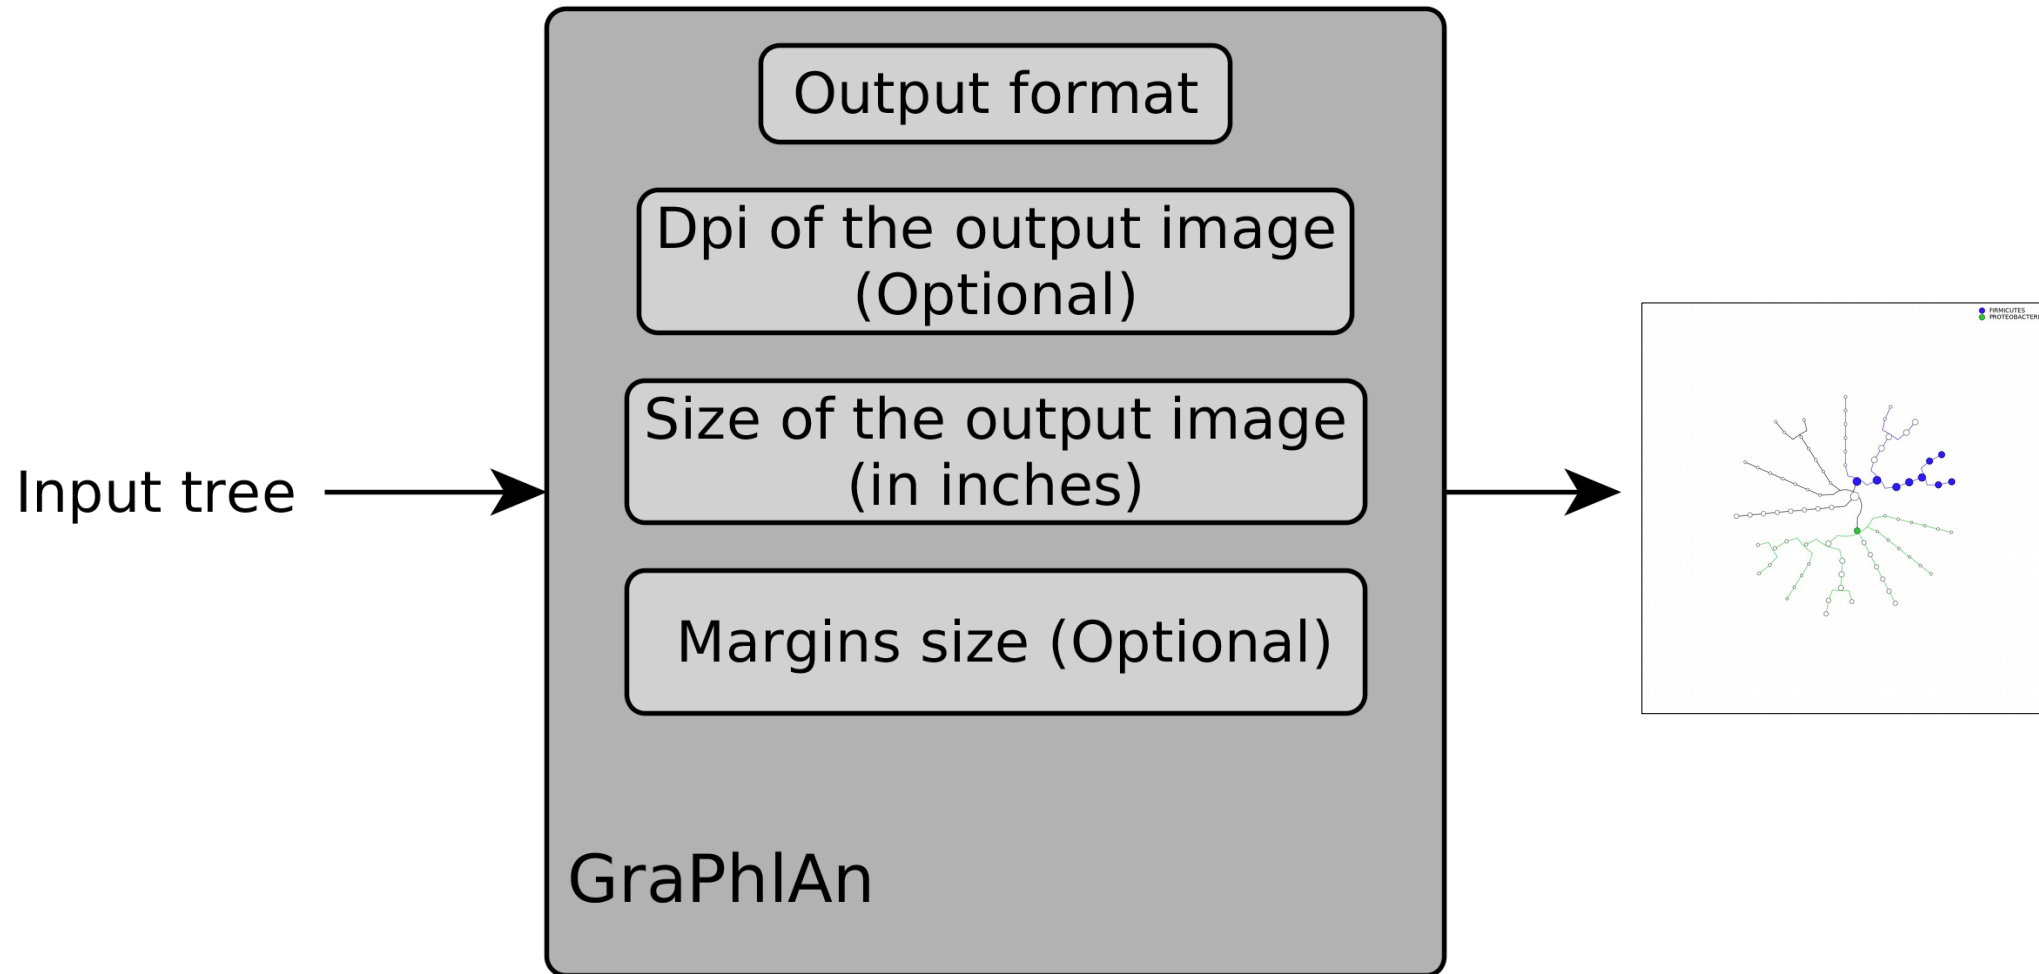 Output format
Dpi of the output image
(Optional)
Size of the output image
(in inches)
Input tree
Margins size (Optional)
GraPhlAn
FIRMICUTES